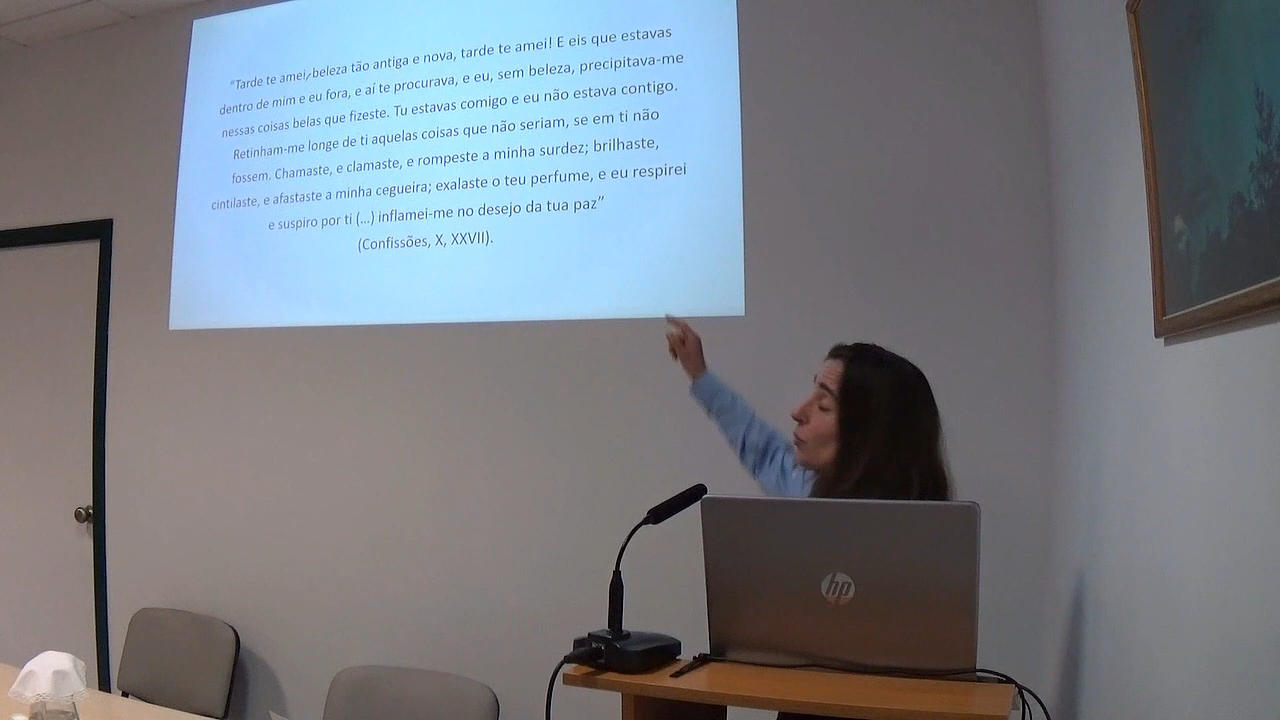 “Tarde te amei, beleza tão antiga e nova, tarde te amei! E eis que estavas
dentro de mim e eu fora, e aí te procurava, e eu, sem beleza, precipitava-me
nessas coisas belas que fizeste. Tu estavas comigo e eu não estava contigo.
Retinham-me longe de ti aquelas coisas que não seriam, se em ti não
fossem. Chamaste, e clamaste, e rompeste a minha surdez; brilhaste,
cintilaste, e afastaste a minha cegueira; exalaste o teu perfume, e eu respirei
e suspiro por ti (...) inflamei-me no desejo da tua paz”
(Confissões, X, XXVII).
hp